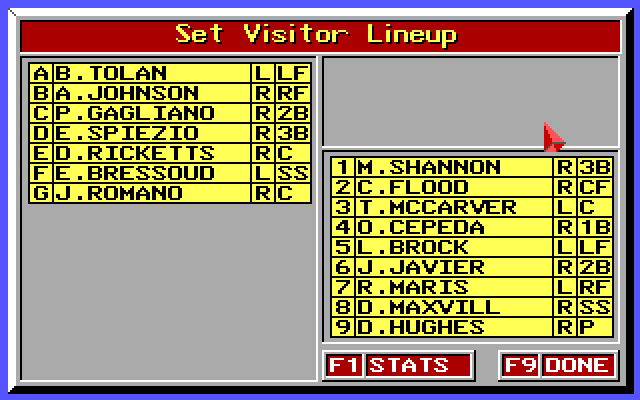 Set Visitor Lineup
A B.TOLAN L LF
B A.JOHNSON R RF
C P.GAGLIANO R 2B
D E.SPIEZIO R 3B
E D.RICKETTS R C
F E.BRESSOUD L SS
G J.ROMANO R C
1 M.SHANNON R 3B
2 C.FLOOD R CF
3 T.MCCARVER L C
4 O.CEPEDA R 1B
5 L.BROCK L LF
6 J.JAVIER R 2B
7 R.MARIS L RF
8 D.MAXVILL R SS
9 D.HUGHES R P
F1 STATS F9 DONE